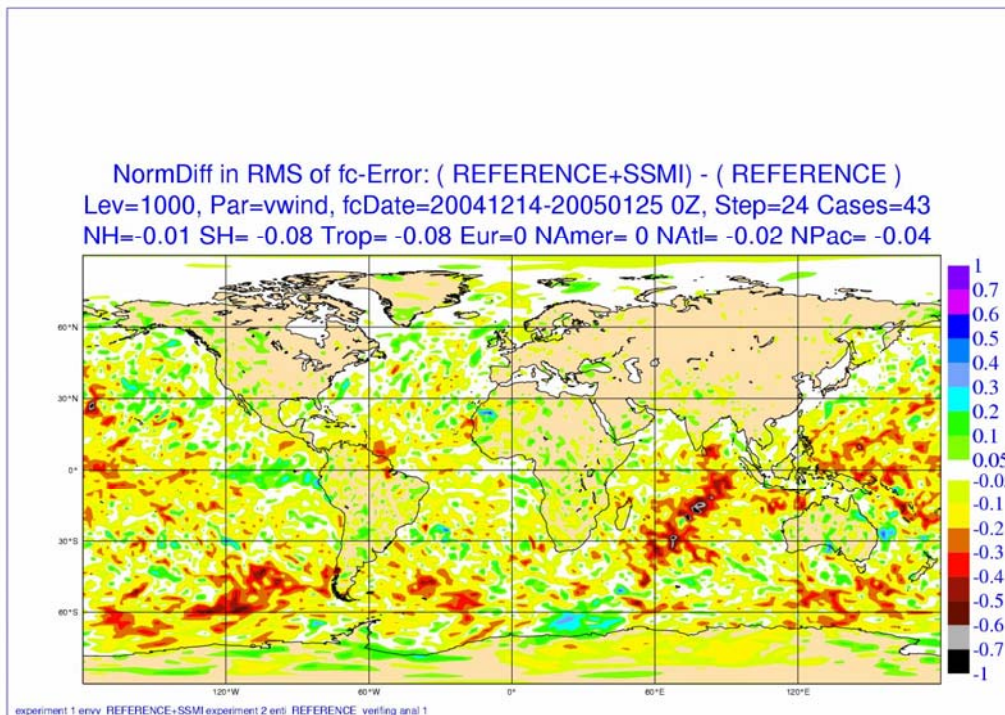 NormDiff in RMS of fc-Error: ( REFERENCE+SSMI) - ( REFERENCE )
Lev=1000, Par=vwind, fcDate=20041214-20050125 0Z, Step=24 Cases=43
NH=-0.01 SH= -0.08 Trop= -0.08 Eur=0 NAmer= 0 NAtl= -0.02 NPac= -0.04
1
0.7
0.6
0.5
0.4
0.3
0.2
0.1
0.05
-0.05
-0.1
-0.2
-0.3
-0.4
-0.5
-0.6
-0.7
-1
60°N
30°N
0°
30°S
60°S
120°W
60°W
0°
60°E
120°E
experiment 1 envv REFERENCE+SSMI experiment 2 enti REFERENCE verifing anal 1